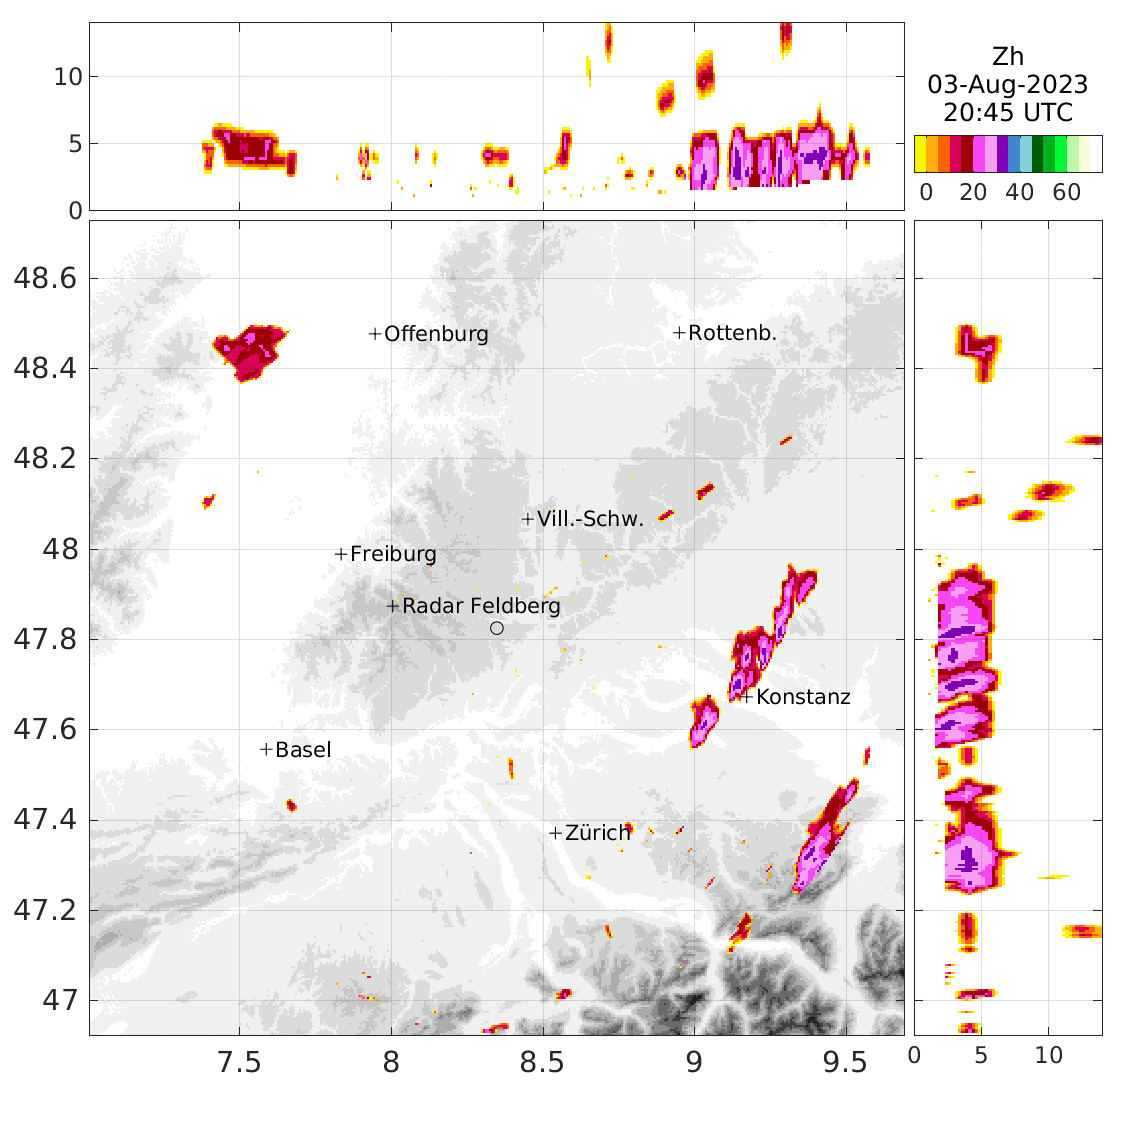 10
5
0
Zh
03-Aug-2023
20:45 UTC
0 20 40 60
48.6
48.4
48.2
48
47.8
47.6
47.4
47.2
47
+Offenburg
+Rottenb.
+Vill.-Schw.
+Freiburg
+Radar Feldberg
+Konstanz
+Basel
+Zürich
7.5 8 8.5 9 9.5
0 5 10